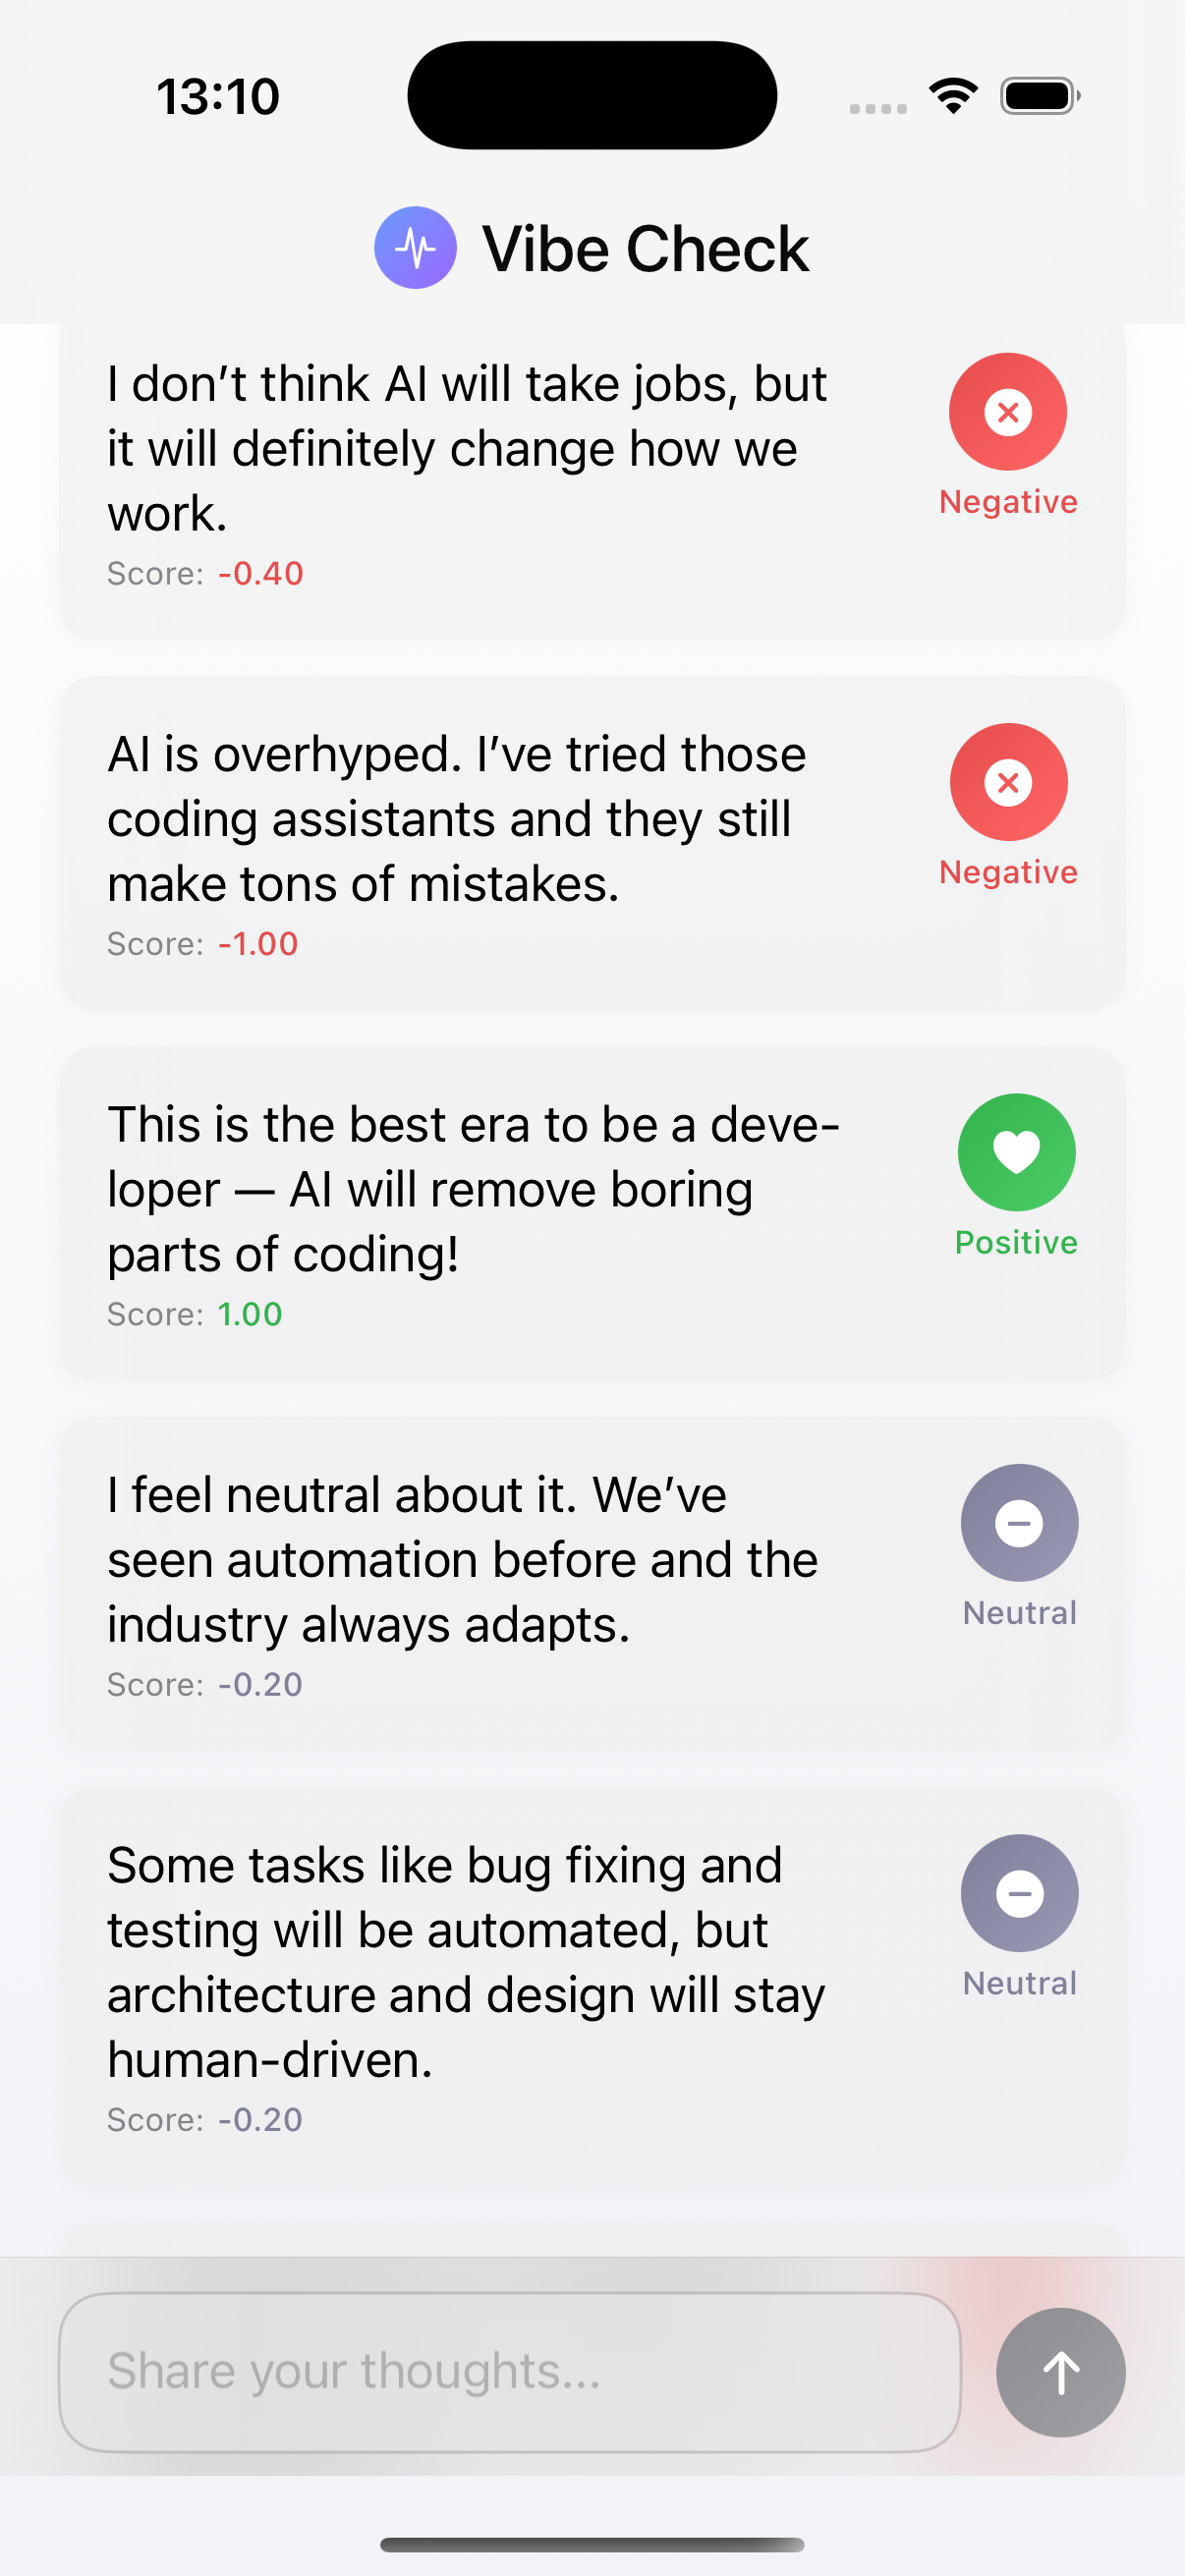 13:10
Vibe Check
I don’t think AI will take jobs, but
it will definitely change how we
work.
Score: -0.40
Negative
AI is overhyped. I’ve tried those
coding assistants and they still
make tons of mistakes.
Score: -1.00
Negative
This is the best era to be a deve-
loper — AI will remove boring
parts of coding!
Score: 1.00
Positive
I feel neutral about it. We’ve
seen automation before and the
industry always adapts.
Score: -0.20
Neutral
Some tasks like bug fixing and
testing will be automated, but
architecture and design will stay
human-driven.
Score: -0.20
Neutral
Share your thoughts...